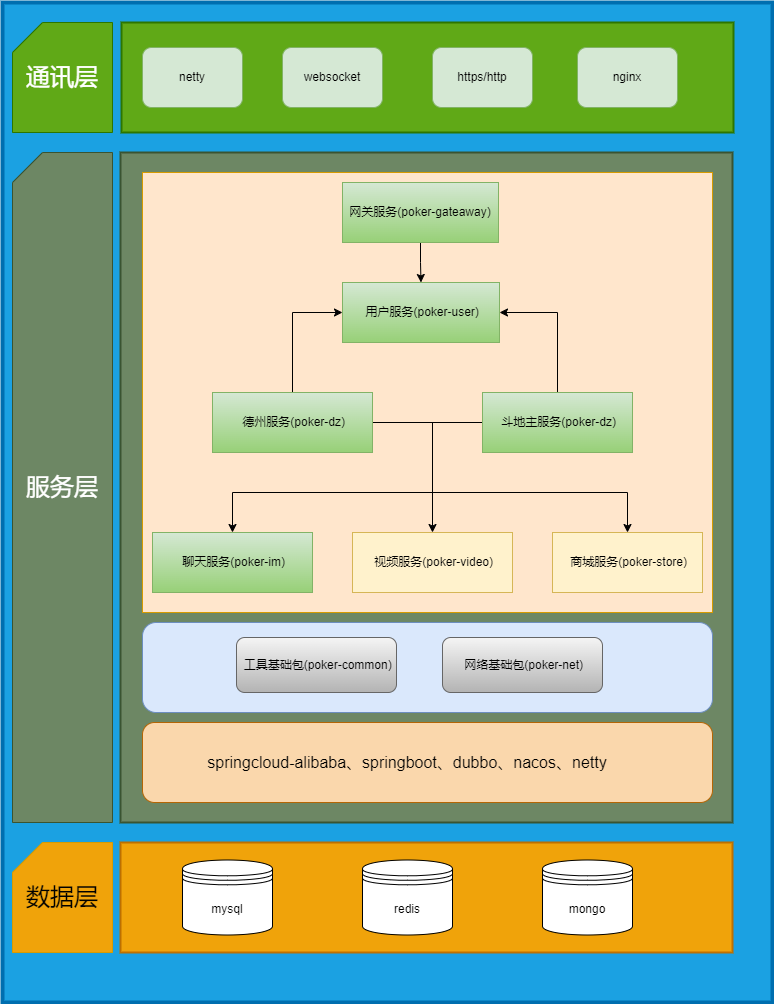 通讯层
netty
websocket
https/http
nginx
服务层
网关服务(poker-gateaway)
用户服务(poker-user)
德州服务(poker-dz)
斗地主服务(poker-dz)
聊天服务(poker-im)
视频服务(poker-video)
商城服务(poker-store)
工具基础包(poker-common)
网络基础包(poker-net)
springcloud-alibaba、springboot、dubbo、nacos、netty
数据层
mysql
redis
mongo